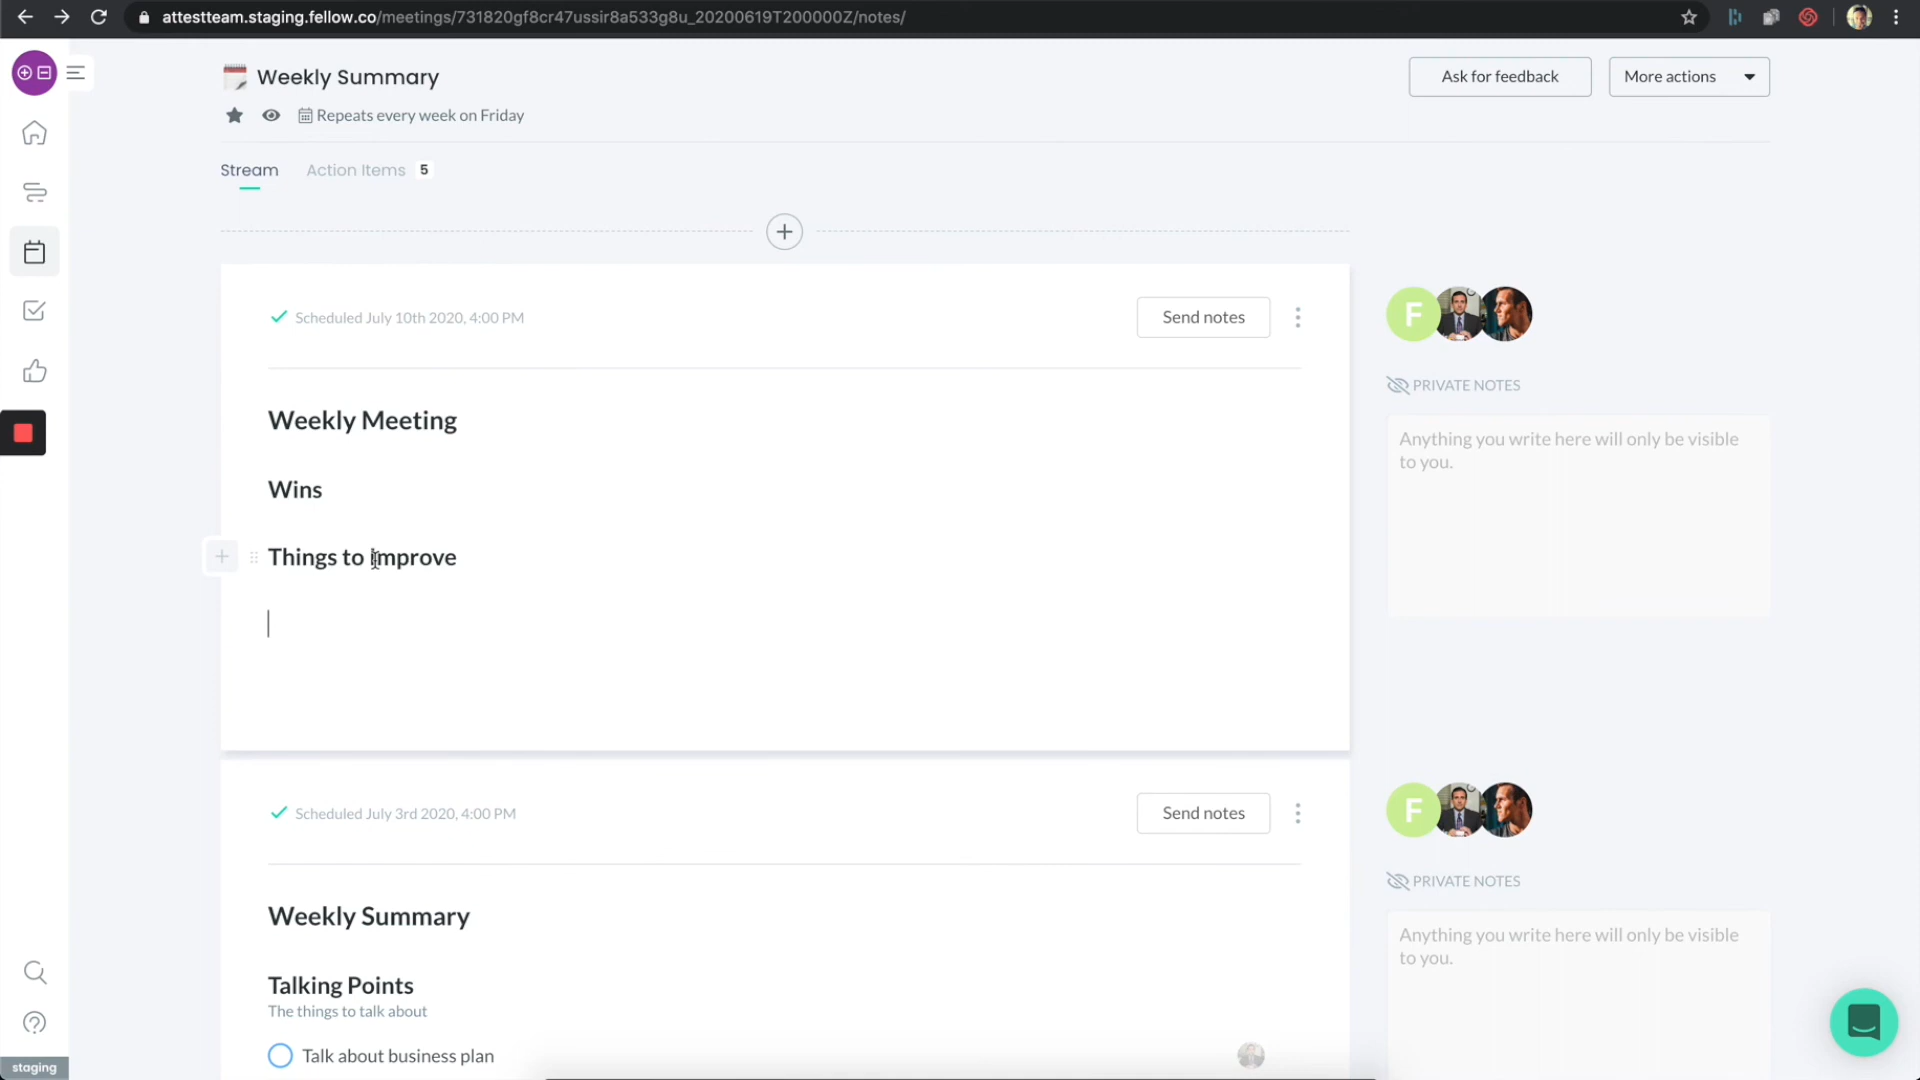 attestteam.staging.fellow.co/meetings/731820gf8cr47ussir8a533g8u_20200619T200000Z/notes/
Weekly Summary
Ask for feedback
More actions
Repeats every week on Friday
Stream
Action Items 5
Scheduled July 10th 2020, 4:00 PM
Send notes
F
PRIVATE NOTES
Anything you write here will only be visible
to you.
Weekly Meeting
Wins
Things to improve
Scheduled July 3rd 2020, 4:00 PM
Send notes
F
PRIVATE NOTES
Anything you write here will only be visible
to you.
Weekly Summary
Talking Points
The things to talk about
Talk about business plan
staging